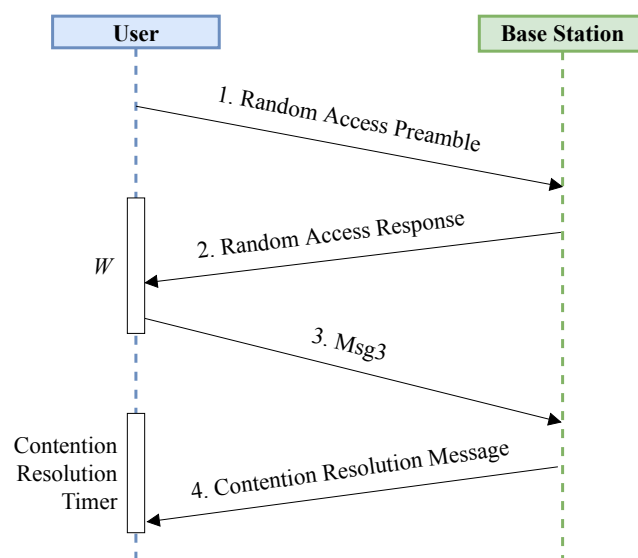 User
Base Station
1. Random Access Preamble
2. Random Access Response
W
3. Msg3
Contention
Resolution
Timer
4. Contention Resolution Message